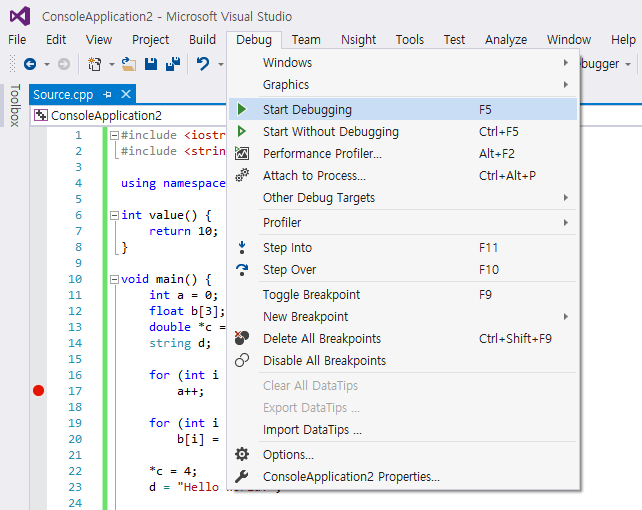 ConsoleApplication2 - Microsoft Visual Studio
File Edit View Project Build Debug Team Nsight Tools Test Analyze Window Help
Toolbox
Source.cpp
ConsoleApplication2
Windows
Graphics
Start Debugging F5
Start Without Debugging Ctrl+F5
Performance Profiler... Alt+F2
Attach to Process... Ctrl+Alt+P
Other Debug Targets
Profiler
Step Into F11
Step Over F10
Toggle Breakpoint F9
New Breakpoint
Delete All Breakpoints Ctrl+Shift+F9
Disable All Breakpoints
Clear All DataTips
Export DataTips ...
Import DataTips ...
Options...
ConsoleApplication2 Properties...
1 #include <iostr
2 #include <string
3
4 using namespace
5
6 int value() {
7 return 10;
8 }
9
10 void main() {
11 int a = 0;
12 float b[3];
13 double *c =
14 string d;
15
16 for (int i
17 a++;
18
19 for (int i
20 b[i] =
21
22 *c = 4;
23 d = "Hello
24